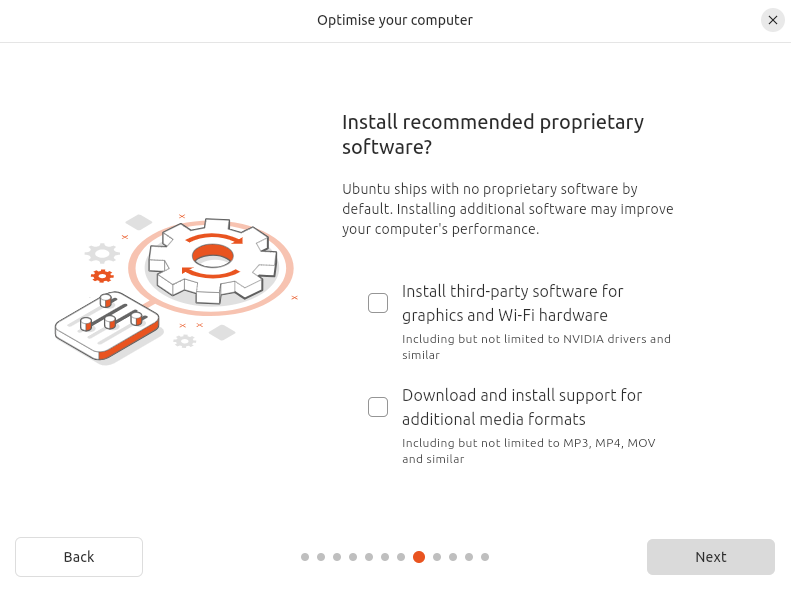 Optimise your computer
Install recommended proprietary
software?
Ubuntu ships with no proprietary software by
default. Installing additional software may improve
your computer's performance.
Install third-party software for
graphics and Wi-Fi hardware
Including but not limited to NVIDIA drivers and
similar
Download and install support for
additional media formats
Including but not limited to MP3, MP4, MOV
and similar
Back
Next